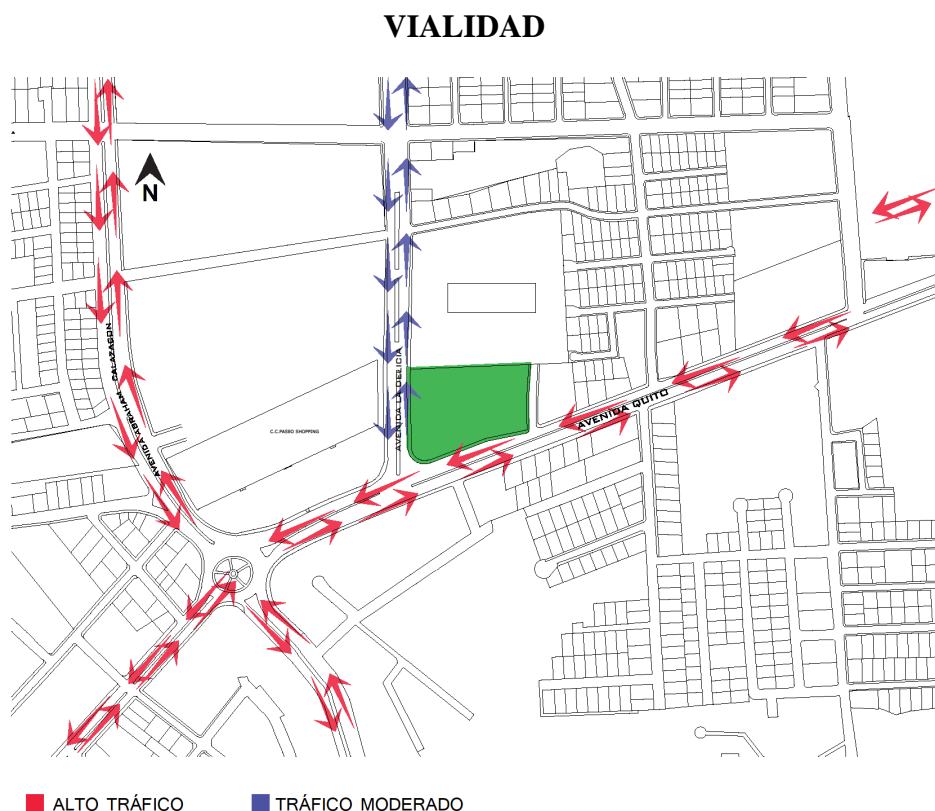 VIALIDAD
N
AVENIDA ABRAHAM CALAZACON
AVENIDA LA DELICIA
C.C.PASEO SHOPPING
AVENIDA QUITO
ALTO TRÁFICO
TRÁFICO MODERADO